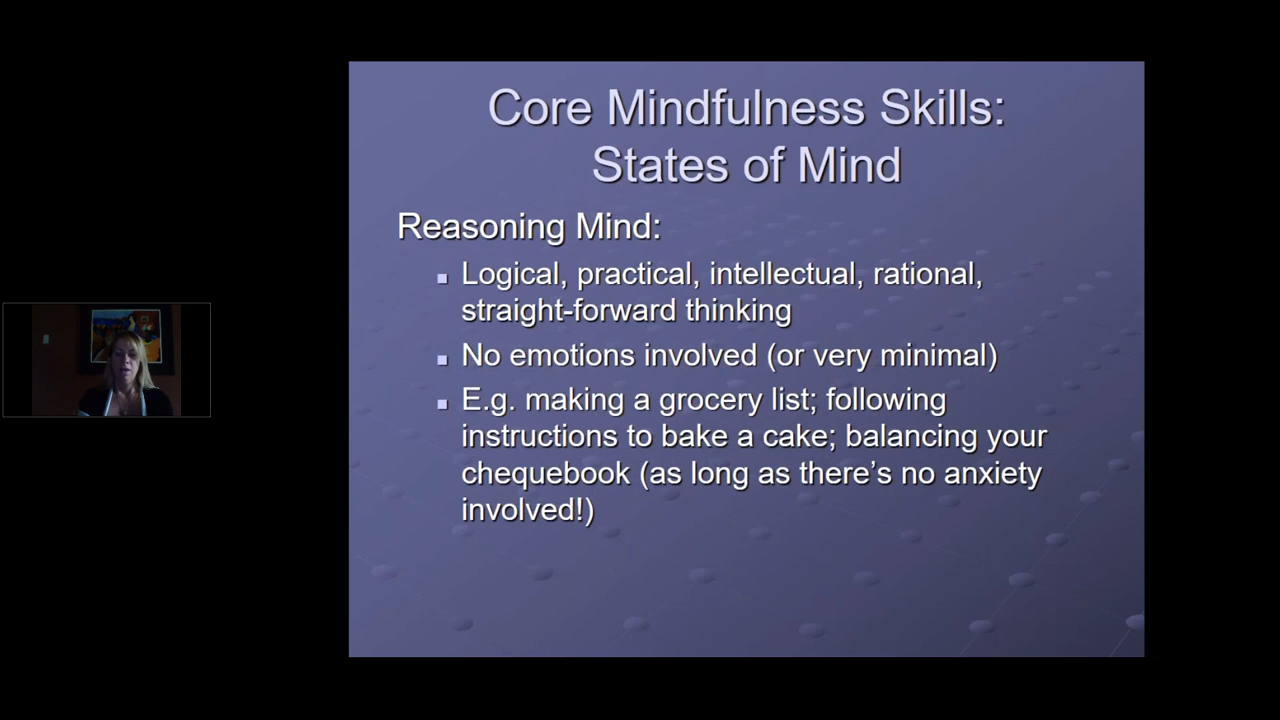 Core Mindfulness Skills:
States of Mind
Reasoning Mind:
Logical, practical, intellectual, rational,
straight-forward thinking
No emotions involved (or very minimal)
E.g. making a grocery list; following
instructions to bake a cake; balancing your
chequebook (as long as there’s no anxiety
involved!)